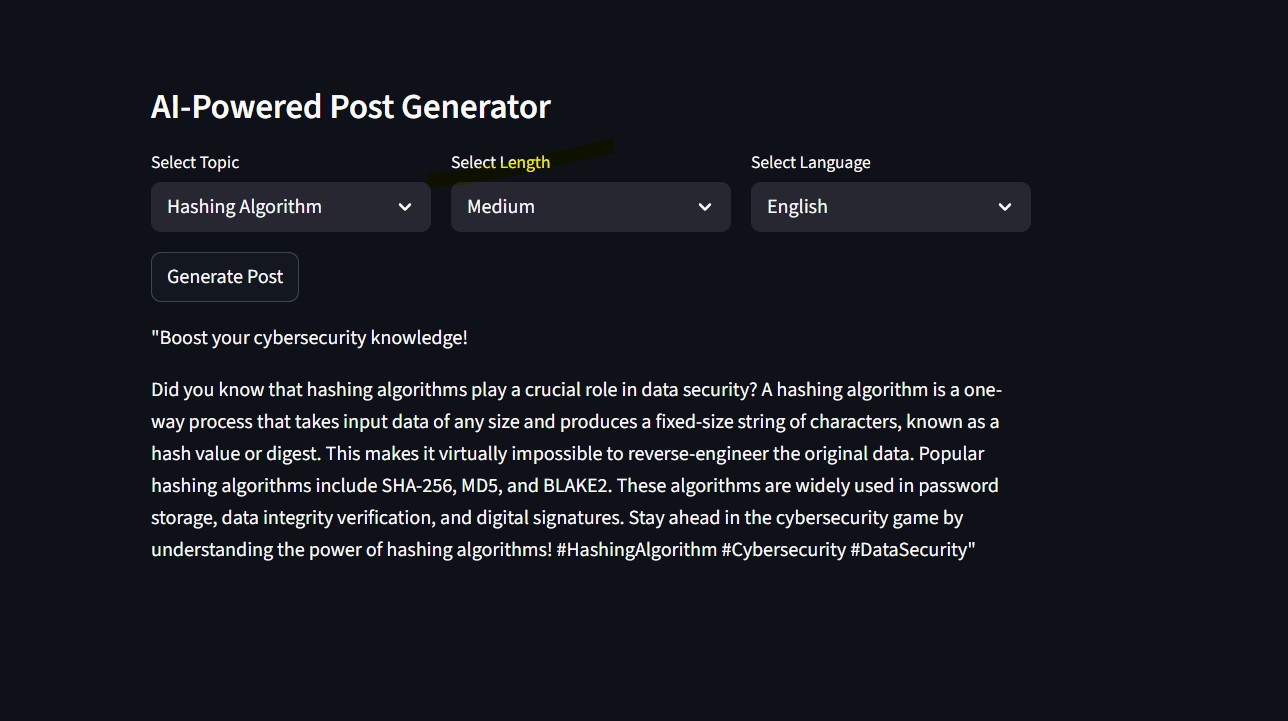 AI-Powered Post Generator
Select Topic
Select Length
Select Language
Hashing Algorithm
Medium
English
Generate Post
"Boost your cybersecurity knowledge!
Did you know that hashing algorithms play a crucial role in data security? A hashing algorithm is a one-
way process that takes input data of any size and produces a fixed-size string of characters, known as a
hash value or digest. This makes it virtually impossible to reverse-engineer the original data. Popular
hashing algorithms include SHA-256, MD5, and BLAKE2. These algorithms are widely used in password
storage, data integrity verification, and digital signatures. Stay ahead in the cybersecurity game by
understanding the power of hashing algorithms! #HashingAlgorithm #Cybersecurity #DataSecurity"